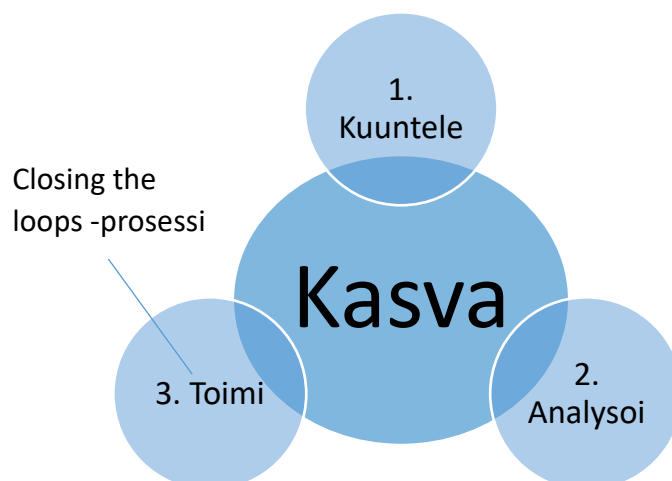 1.
Kuuntele
Closing the
loops -prosessi
Kasva
3. Toimi
2.
Analysoi